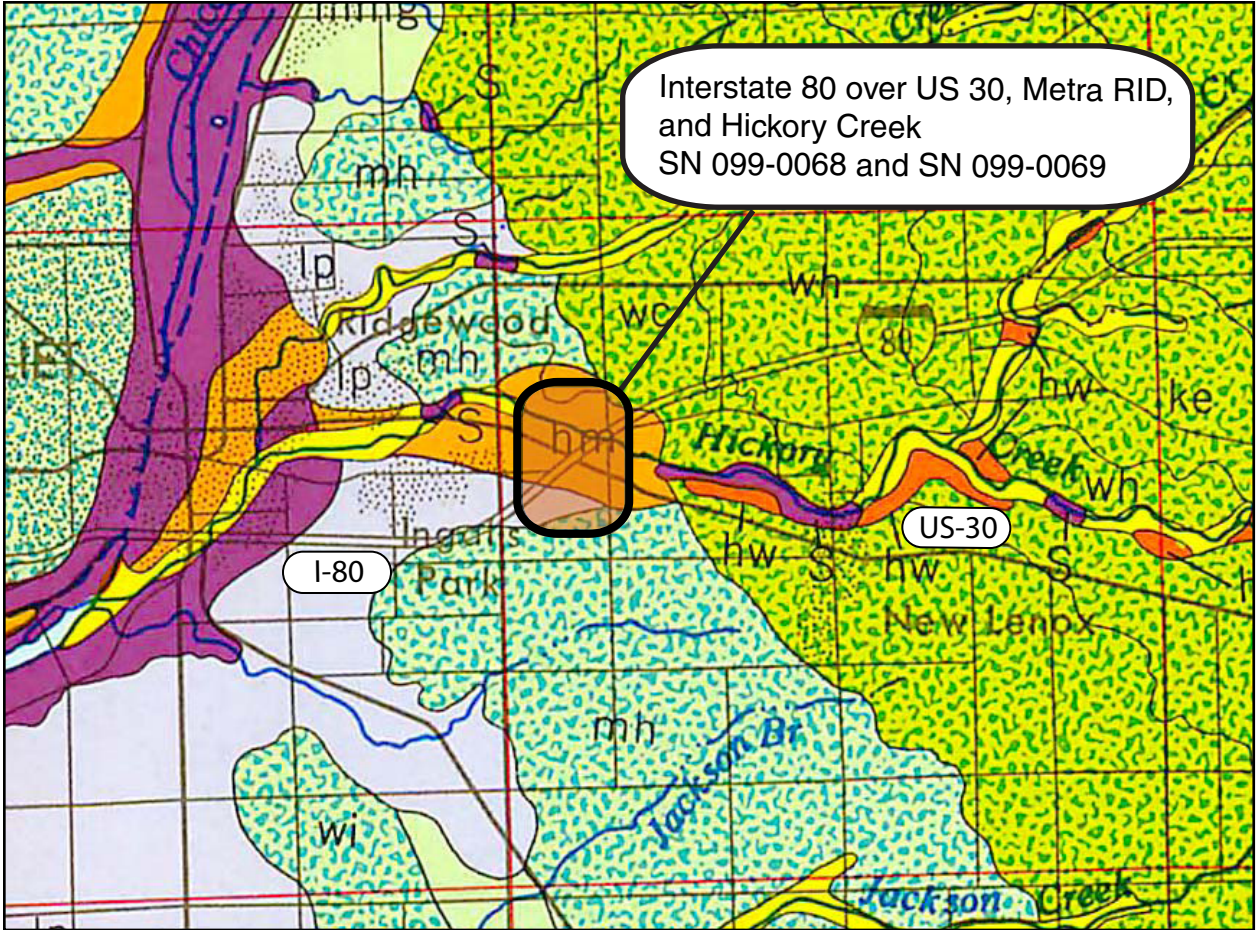 Chica
S
Interstate 80 over US 30, Metra RID,
and Hickory Creek
SN 099-0068 and SN 099-0069
mh
S
lp
wh
Ridgewood
wc
mh
80
lp
hw
ke
S
hm
Hickory
Creek
wh
US-30
Ingalls
hw
S
hw
S
I-80
Park
New Lenox
mh
Jackson Br
wi
Jackson Creek